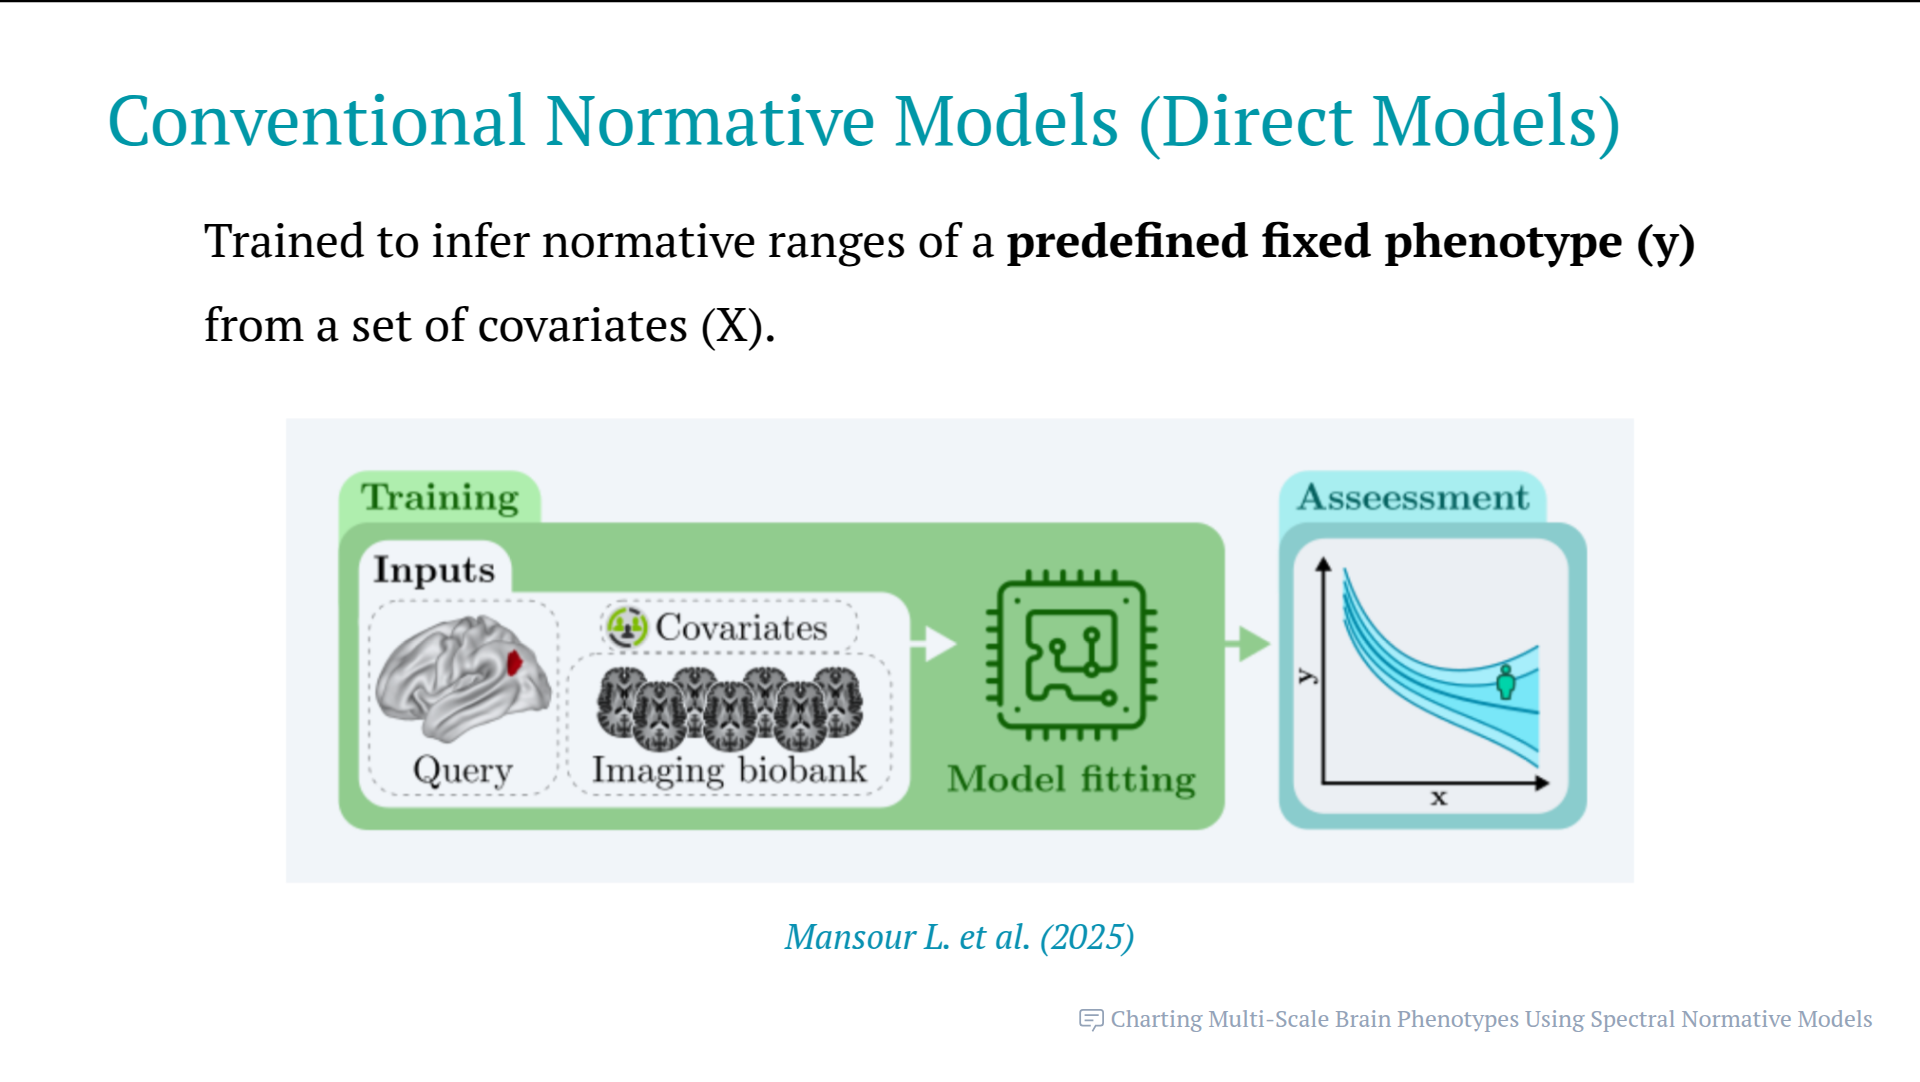 Conventional Normative Models (Direct Models)
Trained to infer normative ranges of a predefined fixed phenotype (y)
from a set of covariates (X).
Training
Asseessment
Inputs
Covariates
Query
Imaging biobank
Model fitting
y
x
Mansour L. et al. (2025)
Charting Multi-Scale Brain Phenotypes Using Spectral Normative Models